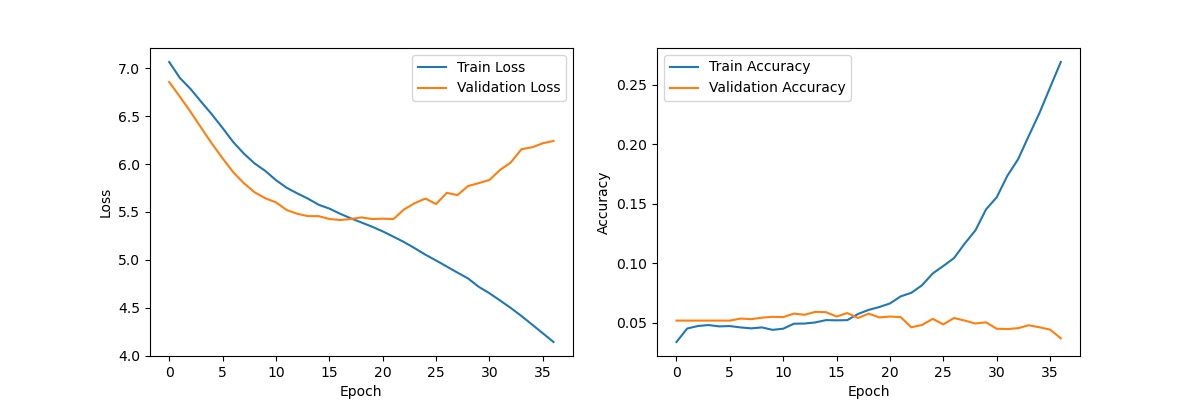 7.0
6.5
6.0
5.5
5.0
4.5
4.0
Loss
0 5 10 15 20 25 30 35
Epoch
Train Loss
Validation Loss
0.25
0.20
0.15
0.10
0.05
Accuracy
0 5 10 15 20 25 30 35
Epoch
Train Accuracy
Validation Accuracy